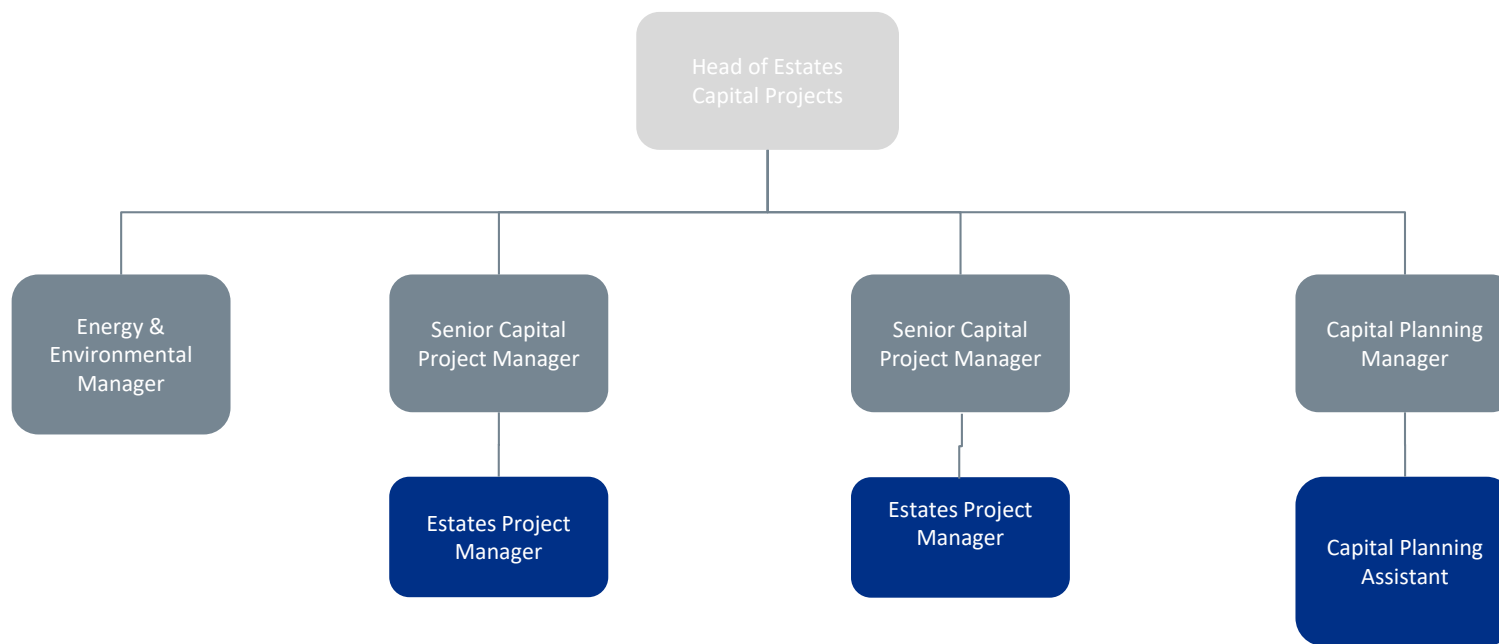 Head of Estates
Capital Projects
Energy &
Environmental
Manager
Senior Capital
Project Manager
Senior Capital
Project Manager
Capital Planning
Manager
Estates Project
Manager
Estates Project
Manager
Capital Planning
Assistant